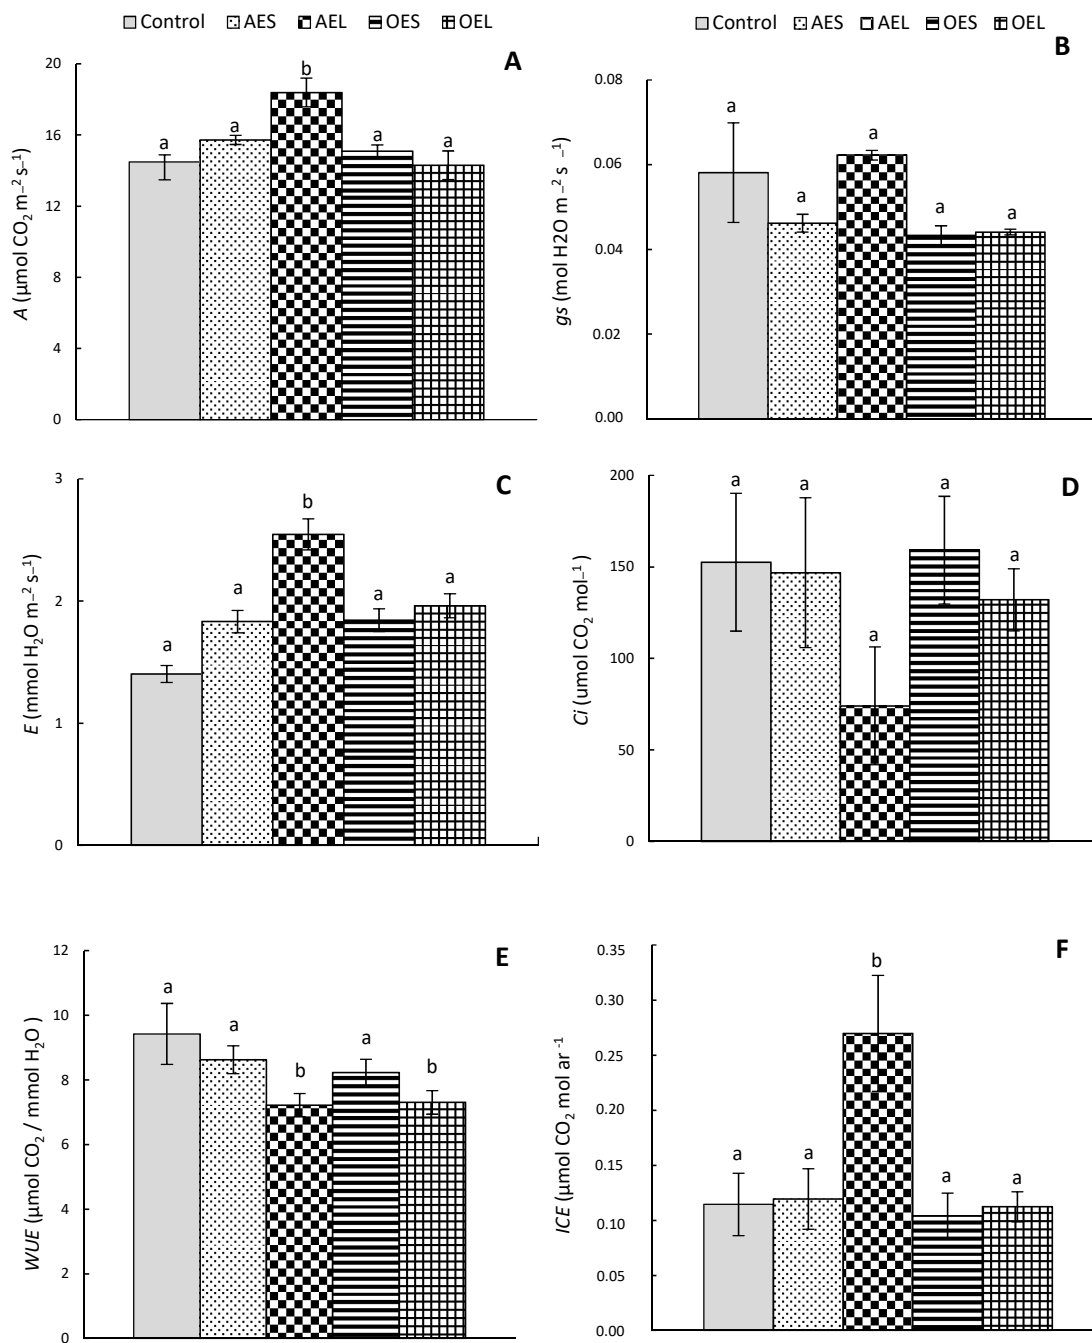 Control AES AEL OES OEL
A
A (µmol CO₂ m⁻² s⁻¹)
20
16
12
8
4
0
a a b a a
Control AES AEL OES OEL
B
gs (mol H2O m ⁻² s ⁻¹)
0.08
0.06
0.04
0.02
0.00
a a a a a
C
E (mmol H₂O m⁻² s⁻¹)
3
2
1
0
a a b a a
D
Ci (umol CO₂ mol⁻¹)
200
150
100
50
0
a a a a a
E
WUE (µmol CO₂ / mmol H₂O)
12
10
8
6
4
2
0
a a b a b
F
ICE (µmol CO₂ mol ar ⁻¹
0.35
0.30
0.25
0.20
0.15
0.10
0.05
0.00
a a b a a